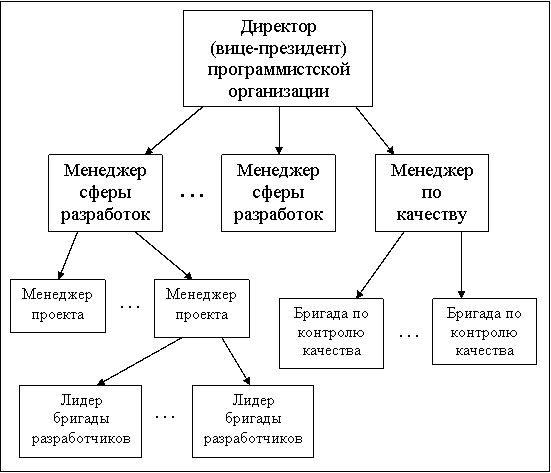 Директор
(вице-президент)
программистской
организации
Менеджер
сферы
разработок
. . .
Менеджер
сферы
разработок
Менеджер
по
качеству
Менеджер
проекта
. . .
Менеджер
проекта
Бригада по
контролю
качества
. . .
Бригада по
контролю
качества
Лидер
бригады
разработчиков
. . .
Лидер
бригады
разработчиков